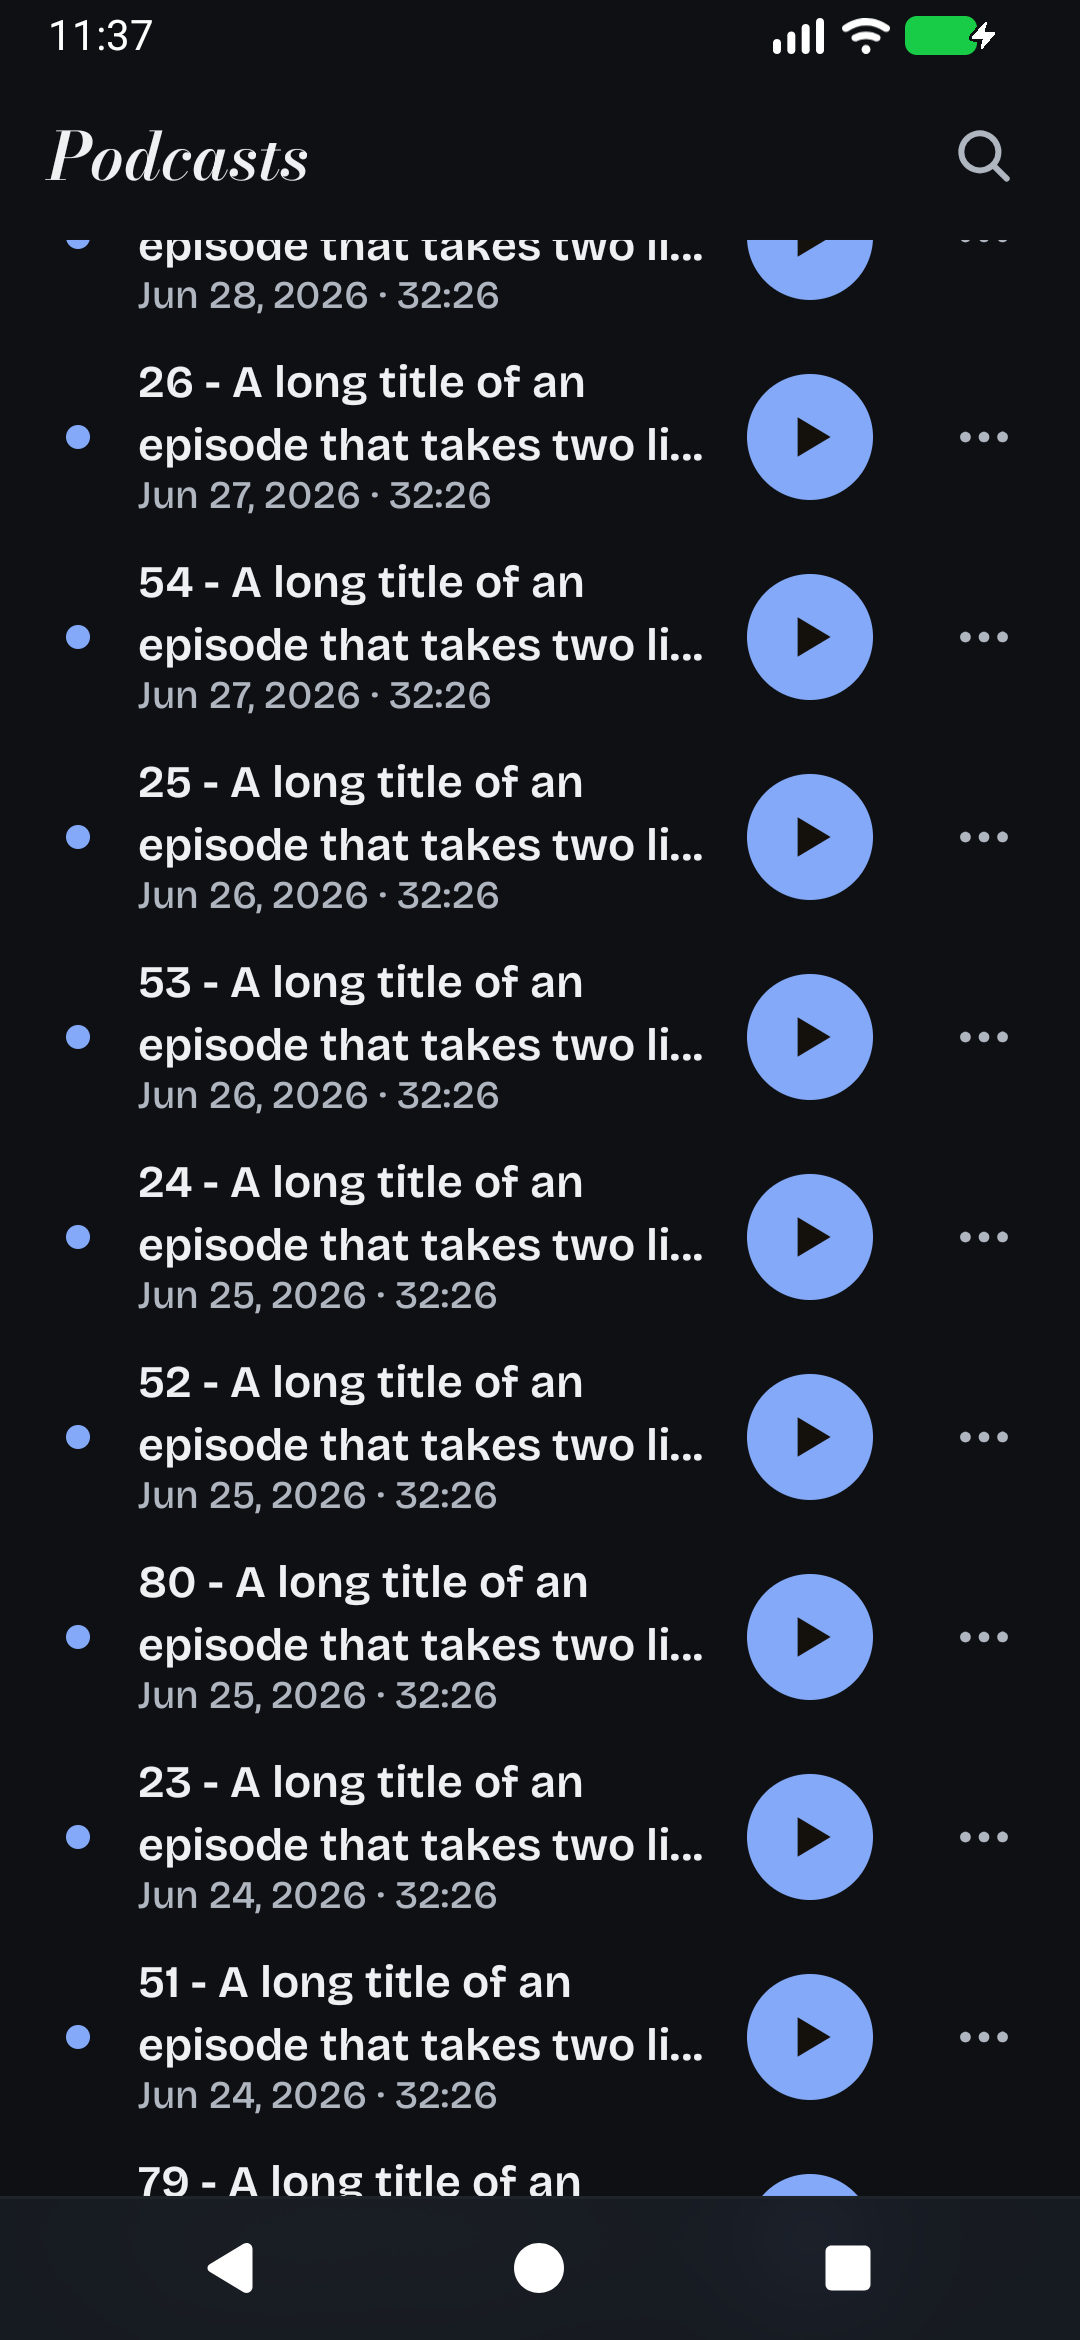 11:37
Podcasts
episode that takes two li...
Jun 28, 2026 · 32:26
26 - A long title of an
episode that takes two li...
Jun 27, 2026 · 32:26
54 - A long title of an
episode that takes two li...
Jun 27, 2026 · 32:26
25 - A long title of an
episode that takes two li...
Jun 26, 2026 · 32:26
53 - A long title of an
episode that takes two li...
Jun 26, 2026 · 32:26
24 - A long title of an
episode that takes two li...
Jun 25, 2026 · 32:26
52 - A long title of an
episode that takes two li...
Jun 25, 2026 · 32:26
80 - A long title of an
episode that takes two li...
Jun 25, 2026 · 32:26
23 - A long title of an
episode that takes two li...
Jun 24, 2026 · 32:26
51 - A long title of an
episode that takes two li...
Jun 24, 2026 · 32:26
79 - A long title of an